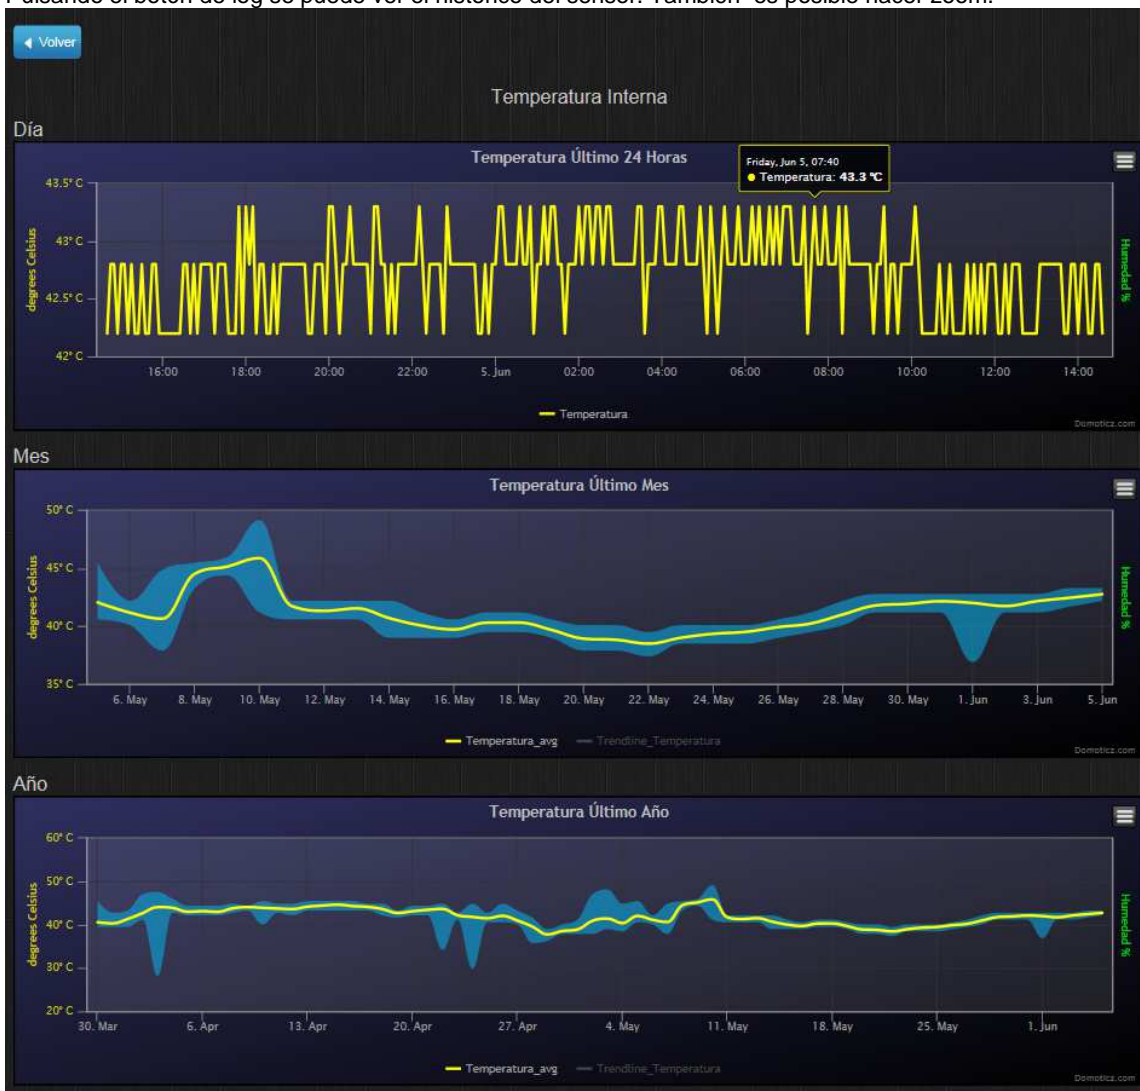 Pulsando el botón de log se puede ver el histórico del sensor. También es posible hacer zoom.
Volver
Temperatura Interna
Día
Temperatura Último 24 Horas
Friday, Jun 5, 07:40
Temperatura: 43.3 °C
43.5° C
43° C
42.5° C
42° C
degrees Celsius
Humedad %
16:00 18:00 20:00 22:00 5. Jun 02:00 04:00 06:00 08:00 10:00 12:00 14:00
Temperatura
Domoticz.com
Mes
Temperatura Último Mes
50° C
45° C
40° C
35° C
degrees Celsius
Humedad %
6. May 8. May 10. May 12. May 14. May 16. May 18. May 20. May 22. May 24. May 26. May 28. May 30. May 1. Jun 3. Jun 5. Jun
Temperatura_avg Trendline_Temperatura
Domoticz.com
Año
Temperatura Último Año
60° C
50° C
40° C
30° C
20° C
degrees Celsius
Humedad %
30. Mar 6. Apr 13. Apr 20. Apr 27. Apr 4. May 11. May 18. May 25. May 1. Jun
Temperatura_avg Trendline_Temperatura
Domoticz.com